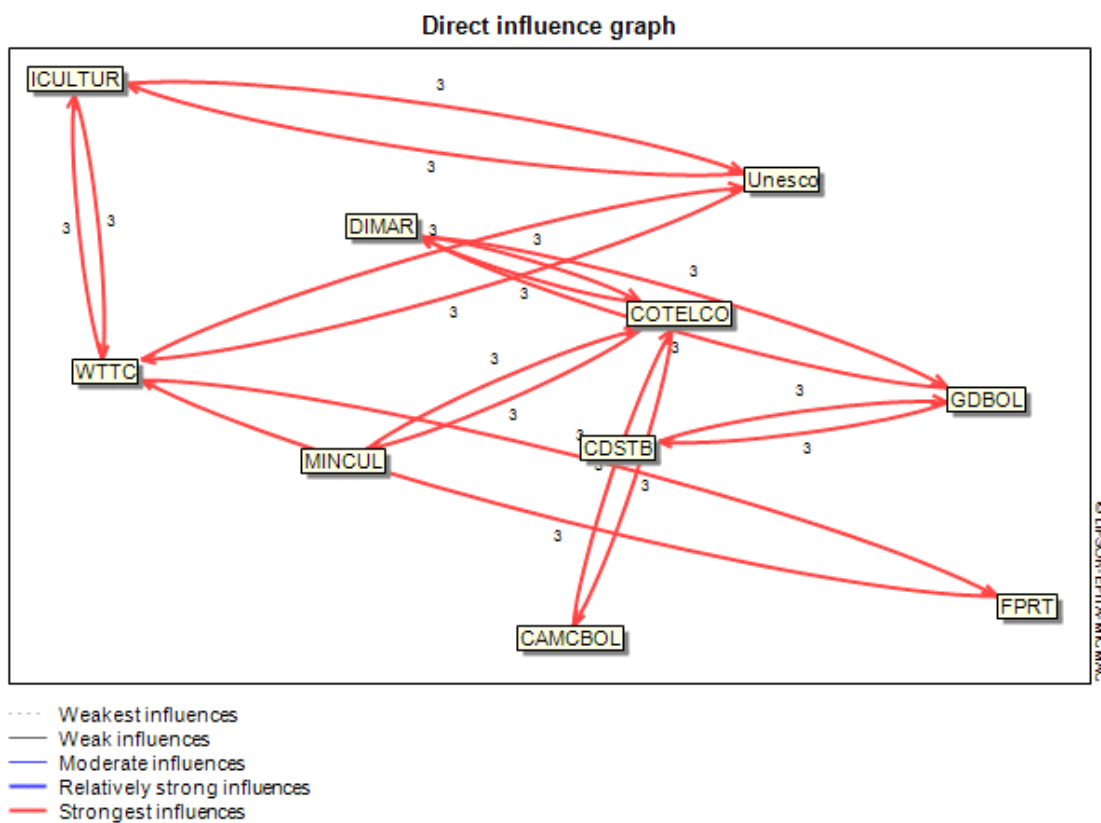 Direct influence graph
ICULTUR
3
3
Unesco
DIMAR
3
3
3
3
3
3
3
COTELCO
3
3
WTTC
3
GDBOL
3
3
CDSTB
3
MINCUL
3
3
3
FPRT
CAMCBOL
Weakest influences
Weak influences
Moderate influences
Relatively strong influences
Strongest influences